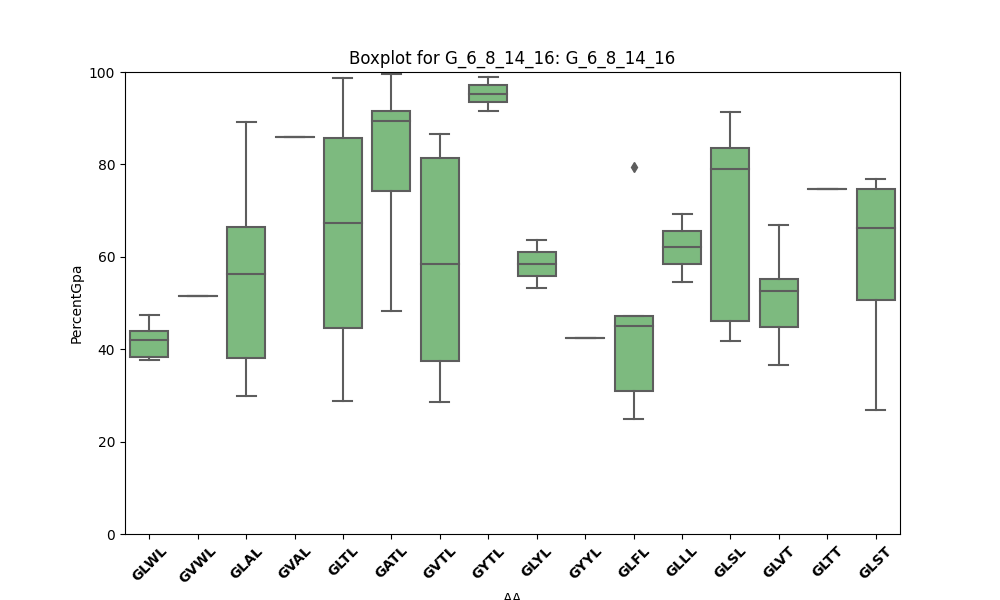 Boxplot for G_6_8_14_16: G_6_8_14_16
100
80
60
40
20
0
PercentGpa
GLWL GVWL GLAL GVAL GLTL GATL GVTL GYTL GLYL GYYL GLFL GLLL GLSL GLVT GLTT GLST
AA